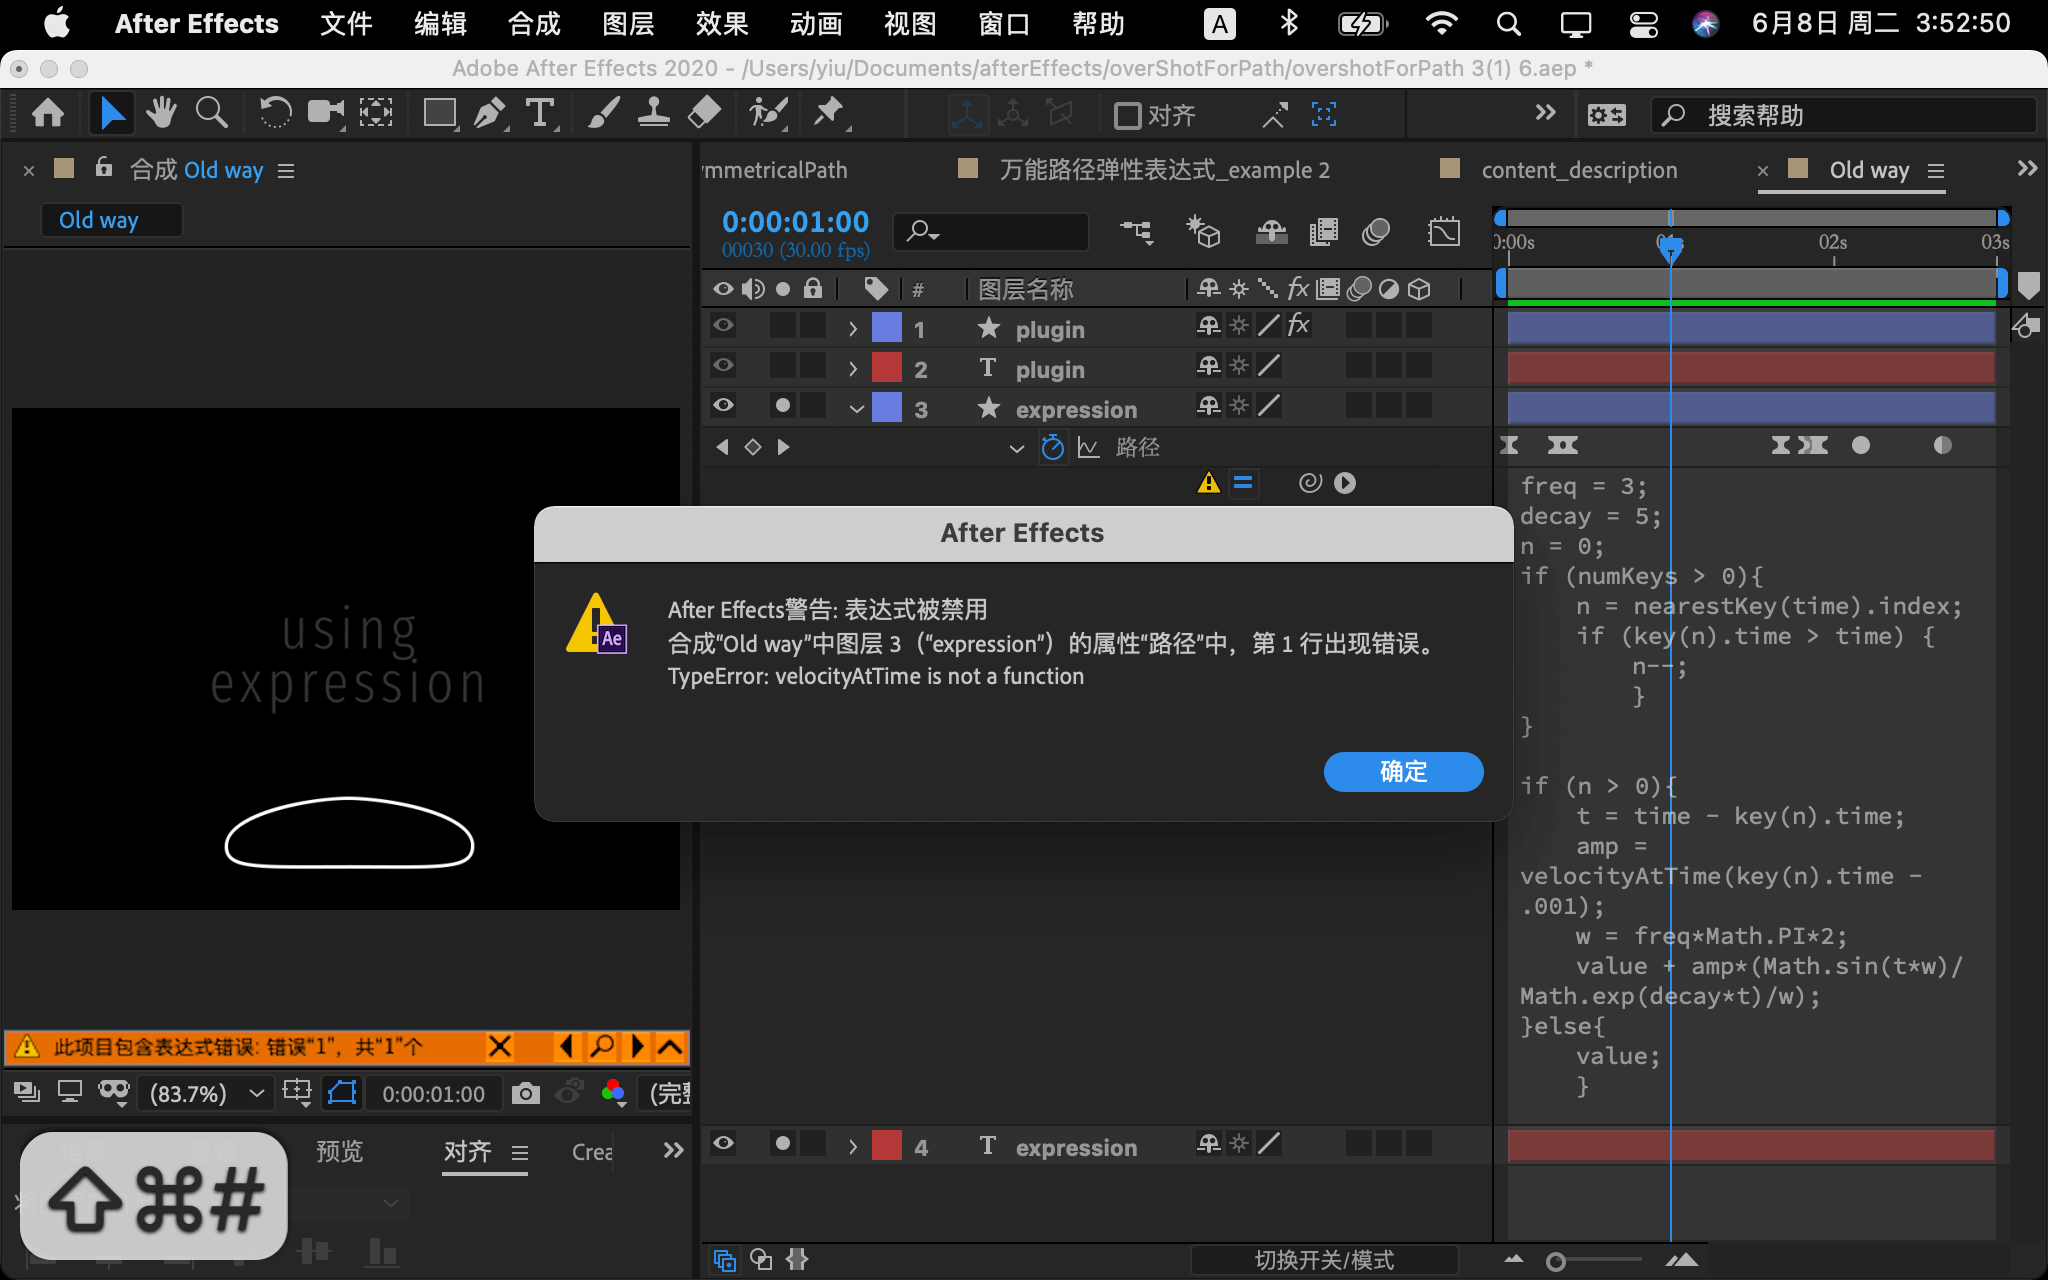 After Effects 文件 编辑 合成 图层 效果 动画 视图 窗口 帮助 A 6月8日 周二 3:52:50
Adobe After Effects 2020 - /Users/yiu/Documents/afterEffects/overShotForPath/overshotForPath 3(1) 6.aep *
对齐
搜索帮助
合成 Old way
Old way
mmetricalPath
万能路径弹性表达式_example 2
content_description
Old way
0:00:01:00
00030 (30.00 fps)
0:00s 01s 02s 03s
# 图层名称 fx
1 plugin fx
2 T plugin
3 expression
路径
using
expression
freq = 3;
decay = 5;
n = 0;
if (numKeys > 0){
n = nearestKey(time).index;
if (key(n).time > time) {
n--;
}
}
if (n > 0){
t = time - key(n).time;
amp =
velocityAtTime(key(n).time -
.001);
w = freq*Math.PI*2;
value + amp*(Math.sin(t*w)/
Math.exp(decay*t)/w);
}else{
value;
}
After Effects
Ae
After Effects警告: 表达式被禁用
合成“Old way”中图层 3（“expression”）的属性“路径”中，第 1 行出现错误。
TypeError: velocityAtTime is not a function
确定
此项目包含表达式错误: 错误“1”，共“1”个
(83.7%) 0:00:01:00 (完整
信息 音频 预览 对齐 Crea
⇧⌘#
4 T expression
切换开关/模式